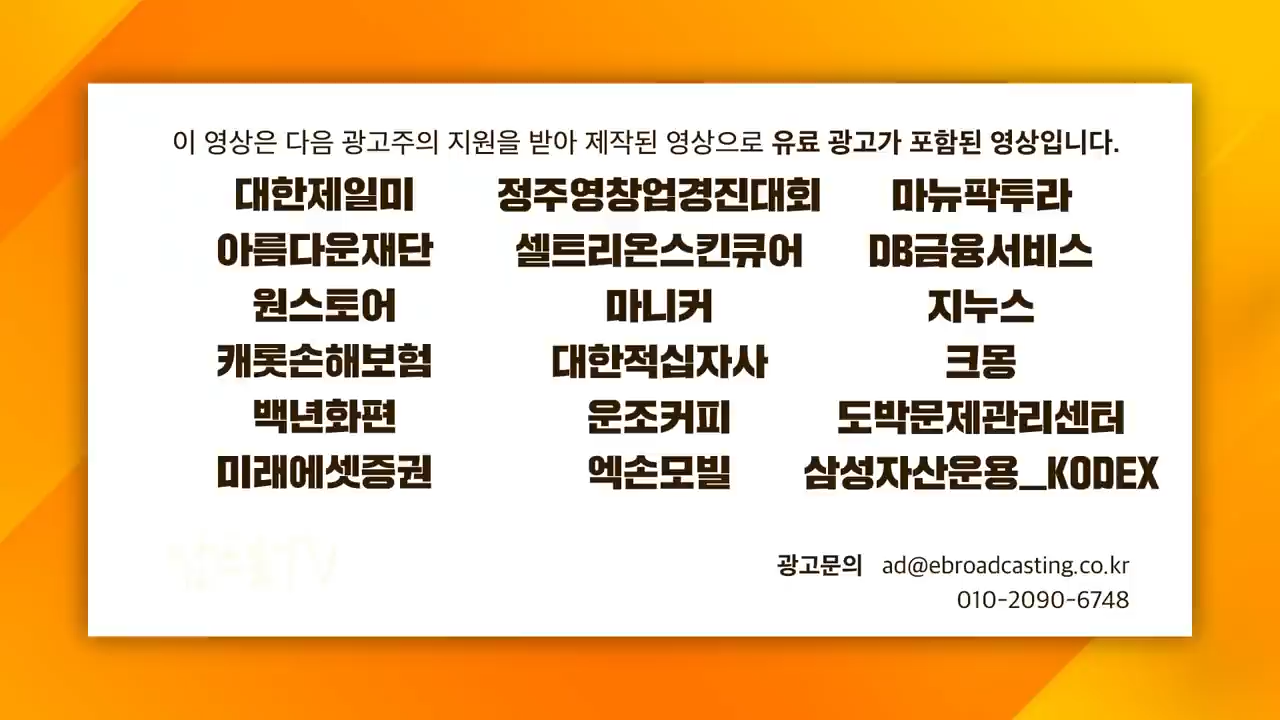 이 영상은 다음 광고주의 지원을 받아 제작된 영상으로 유료 광고가 포함된 영상입니다.
대한제일미 정주영창업경진대회 마뉴팍투라
아름다운재단 셀트리온스킨큐어 DB금융서비스
원스토어 마니커 지누스
캐롯손해보험 대한적십자사 크몽
백년화편 운조커피 도박문제관리센터
미래에셋증권 엑손모빌 삼성자산운용_KODEX
광고문의 ad@ebroadcasting.co.kr
010-2090-6748